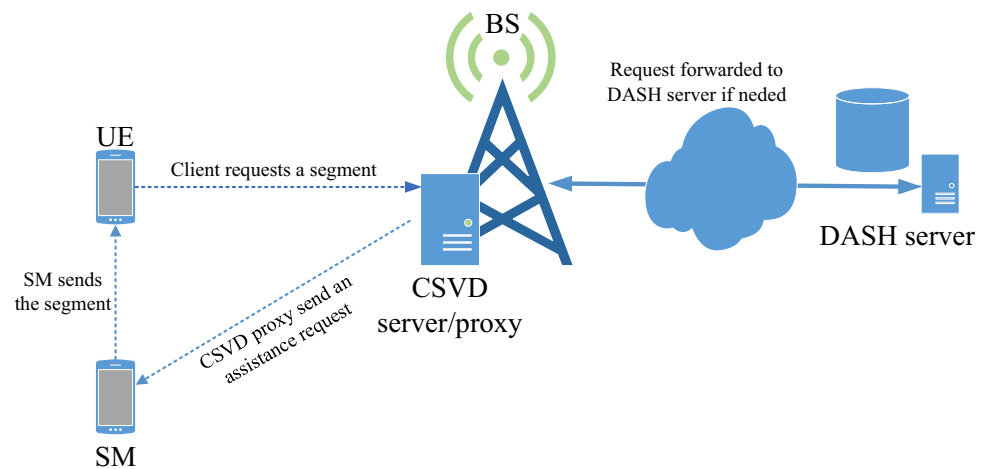 BS
Request forwarded to
DASH server if neded
UE
Client requests a segment
DASH server
SM sends
the segment
CSVD
server/proxy
CSVD proxy send an
assistance request
SM